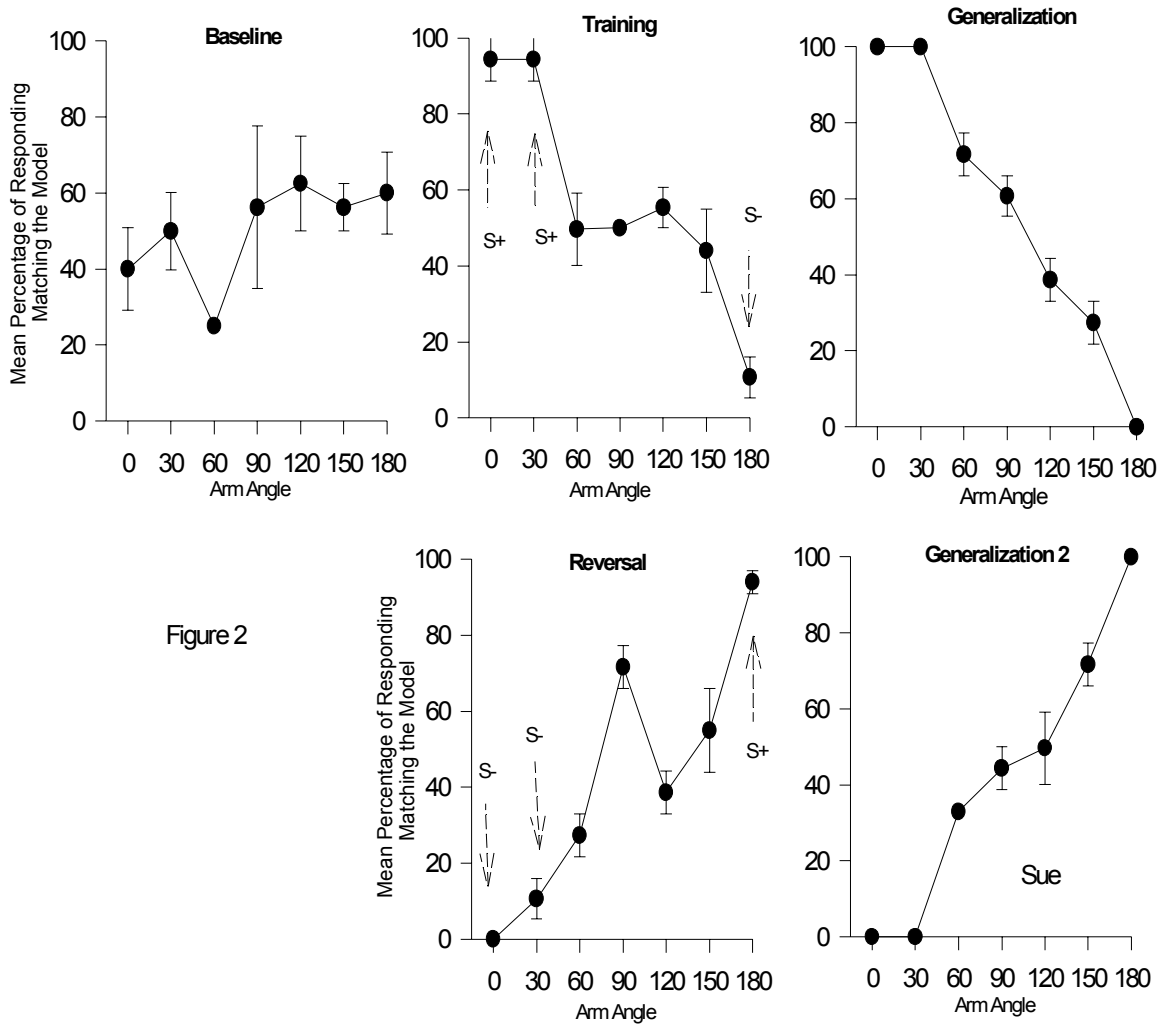 Baseline
Training
Generalization
Mean Percentage of Responding
Matching the Model
100
80
60
40
20
0
0 30 60 90 120 150 180
Arm Angle
100
80
60
40
20
0
S+
S+
S-
0 30 60 90 120 150 180
Arm Angle
100
80
60
40
20
0
0 30 60 90 120 150 180
Arm Angle
Figure 2
Reversal
Mean Percentage of Responding
Matching the Model
100
80
60
40
20
0
S-
S-
S+
0 30 60 90 120 150 180
Arm Angle
Generalization 2
100
80
60
40
20
0
Sue
0 30 60 90 120 150 180
Arm Angle